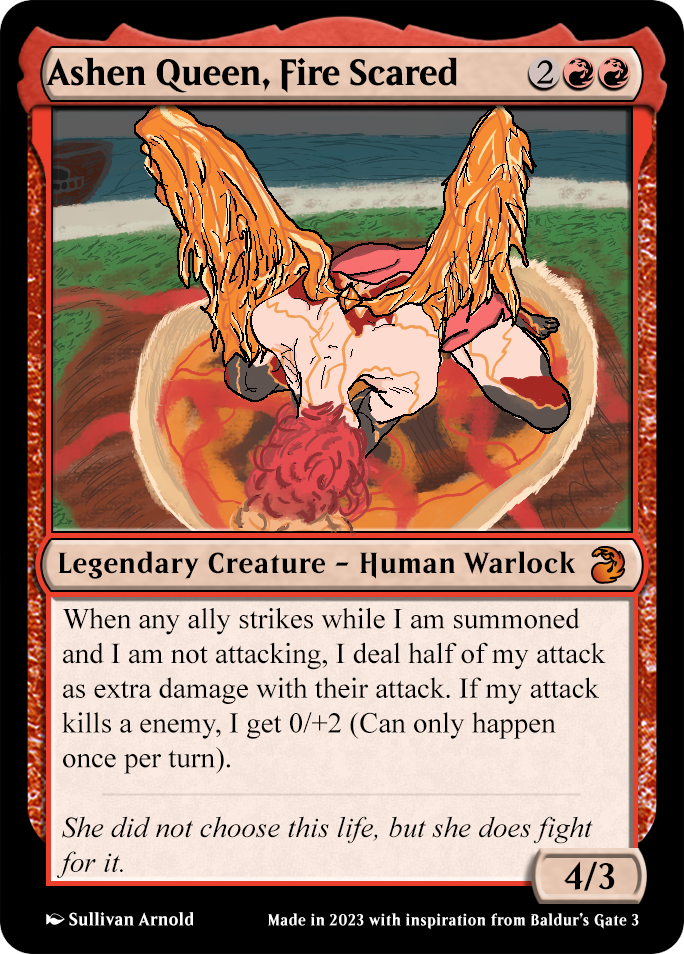 Ashen Queen, Fire Scared 2
Legendary Creature – Human Warlock
When any ally strikes while I am summoned
and I am not attacking, I deal half of my attack
as extra damage with their attack. If my attack
kills a enemy, I get 0/+2 (Can only happen
once per turn).
She did not choose this life, but she does fight
for it.
4/3
Sullivan Arnold Made in 2023 with inspiration from Baldur's Gate 3